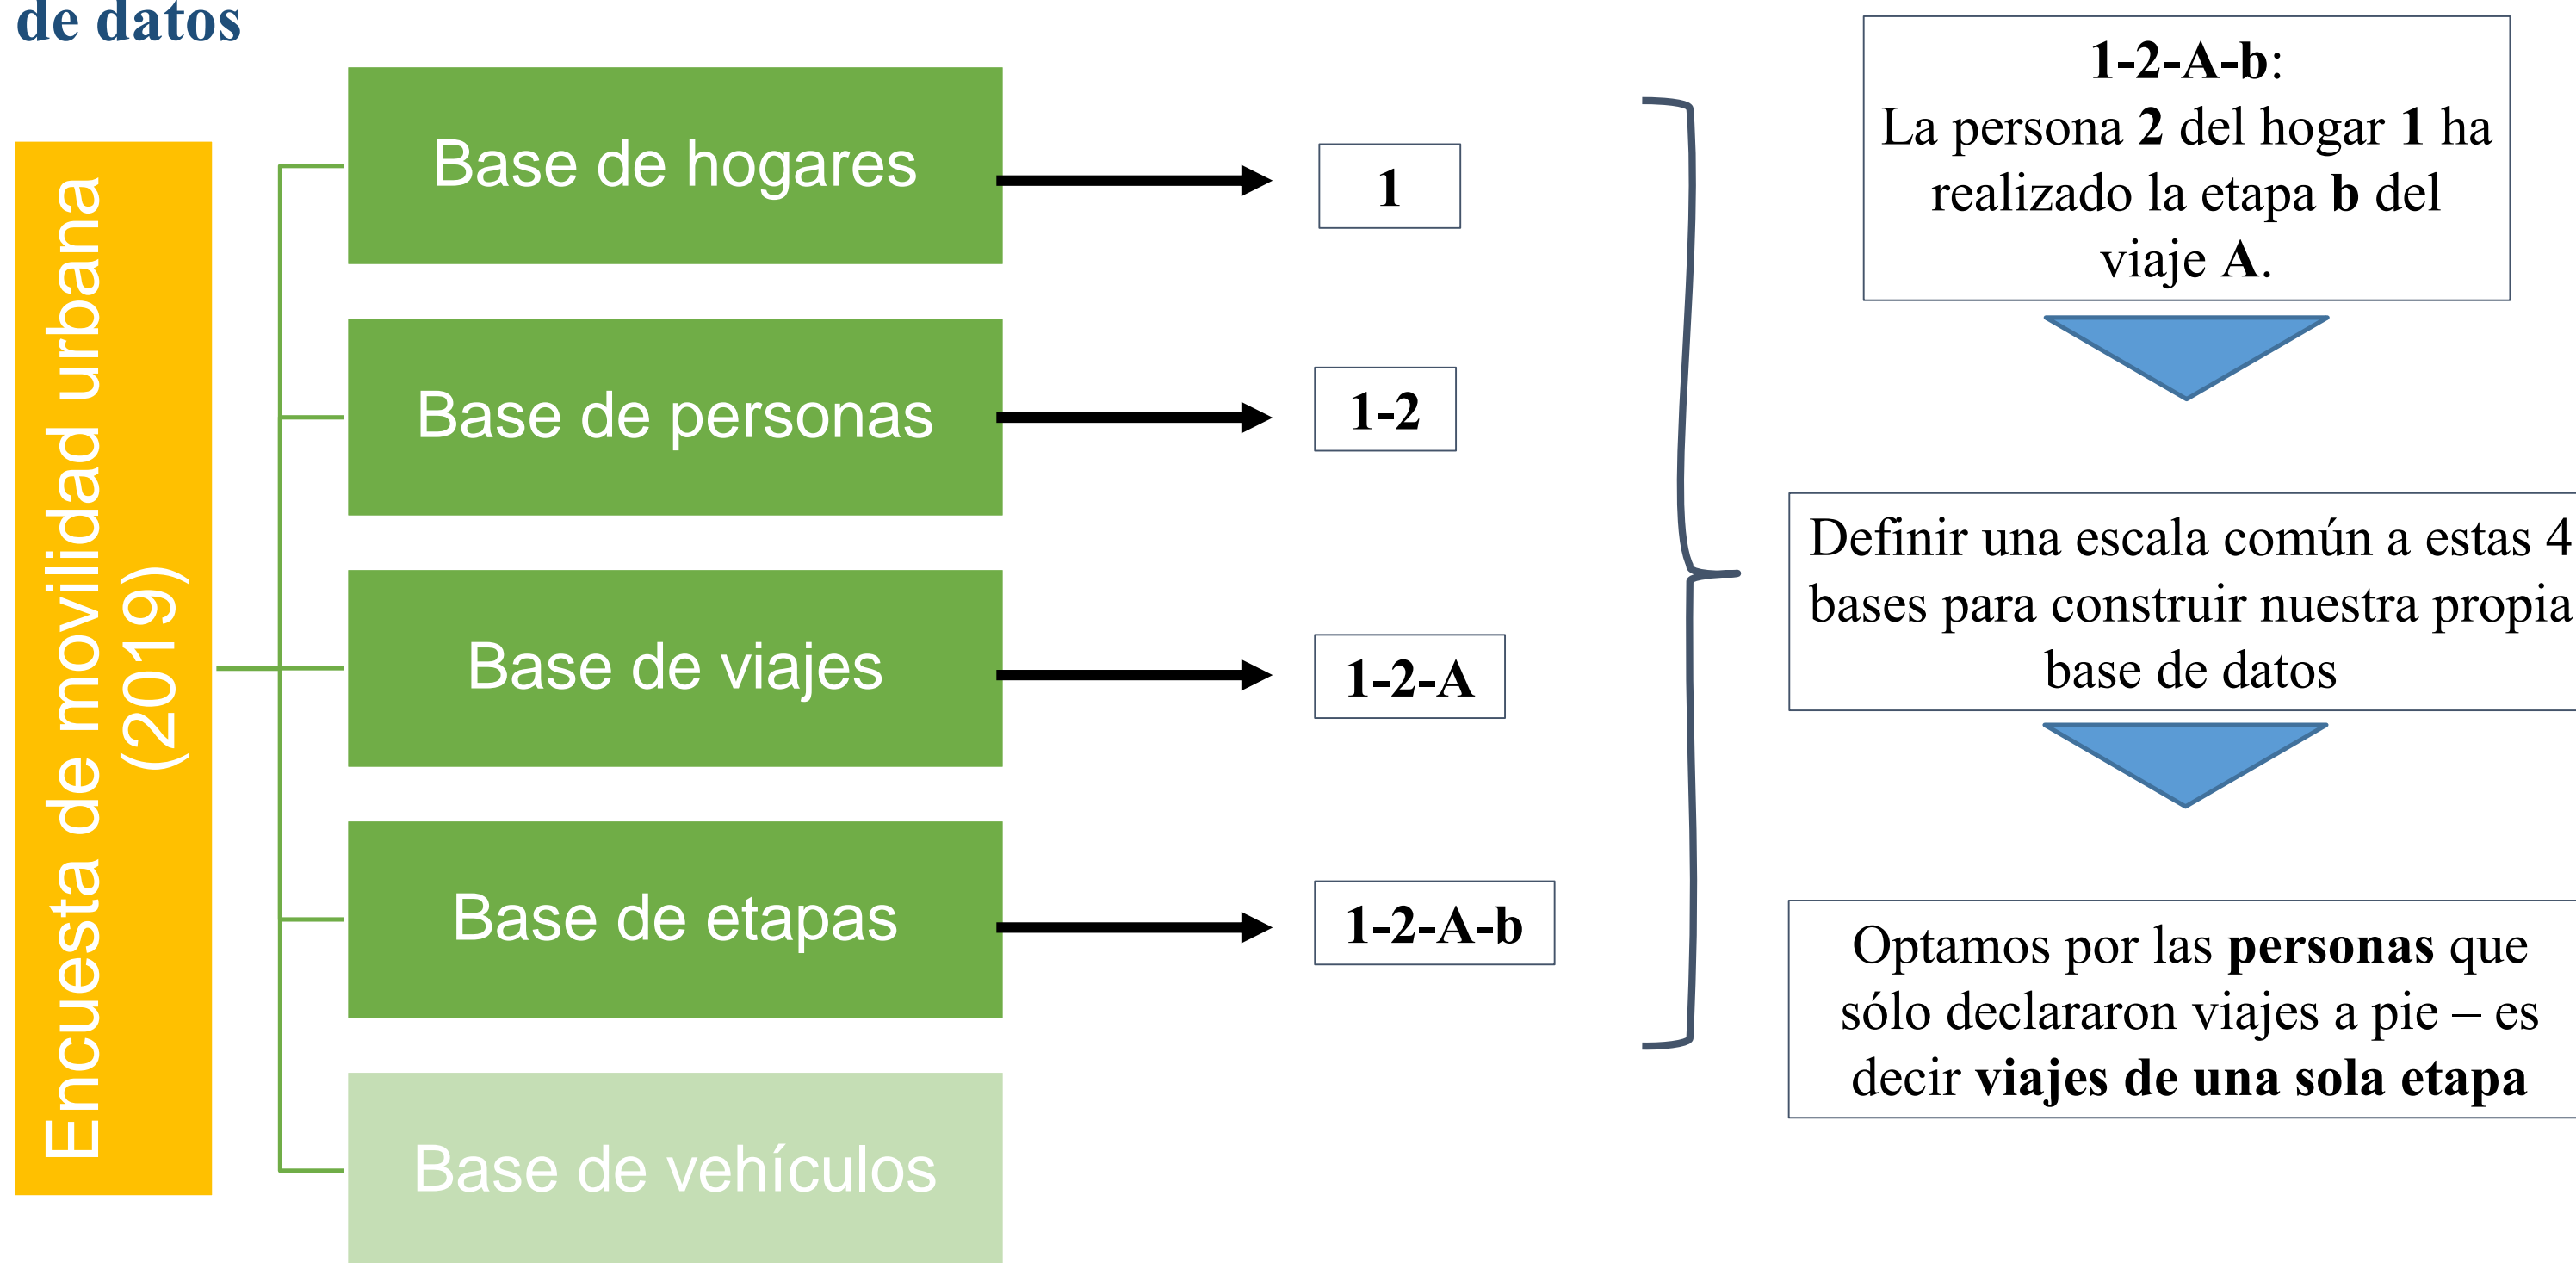 de datos
Encuesta de movilidad urbana
(2019)
Base de hogares
1
Base de personas
1-2
Base de viajes
1-2-A
Base de etapas
1-2-A-b
Base de vehículos
1-2-A-b:
La persona 2 del hogar 1 ha
realizado la etapa b del
viaje A.
Definir una escala común a estas 4
bases para construir nuestra propia
base de datos
Optamos por las personas que
sólo declararon viajes a pie – es
decir viajes de una sola etapa